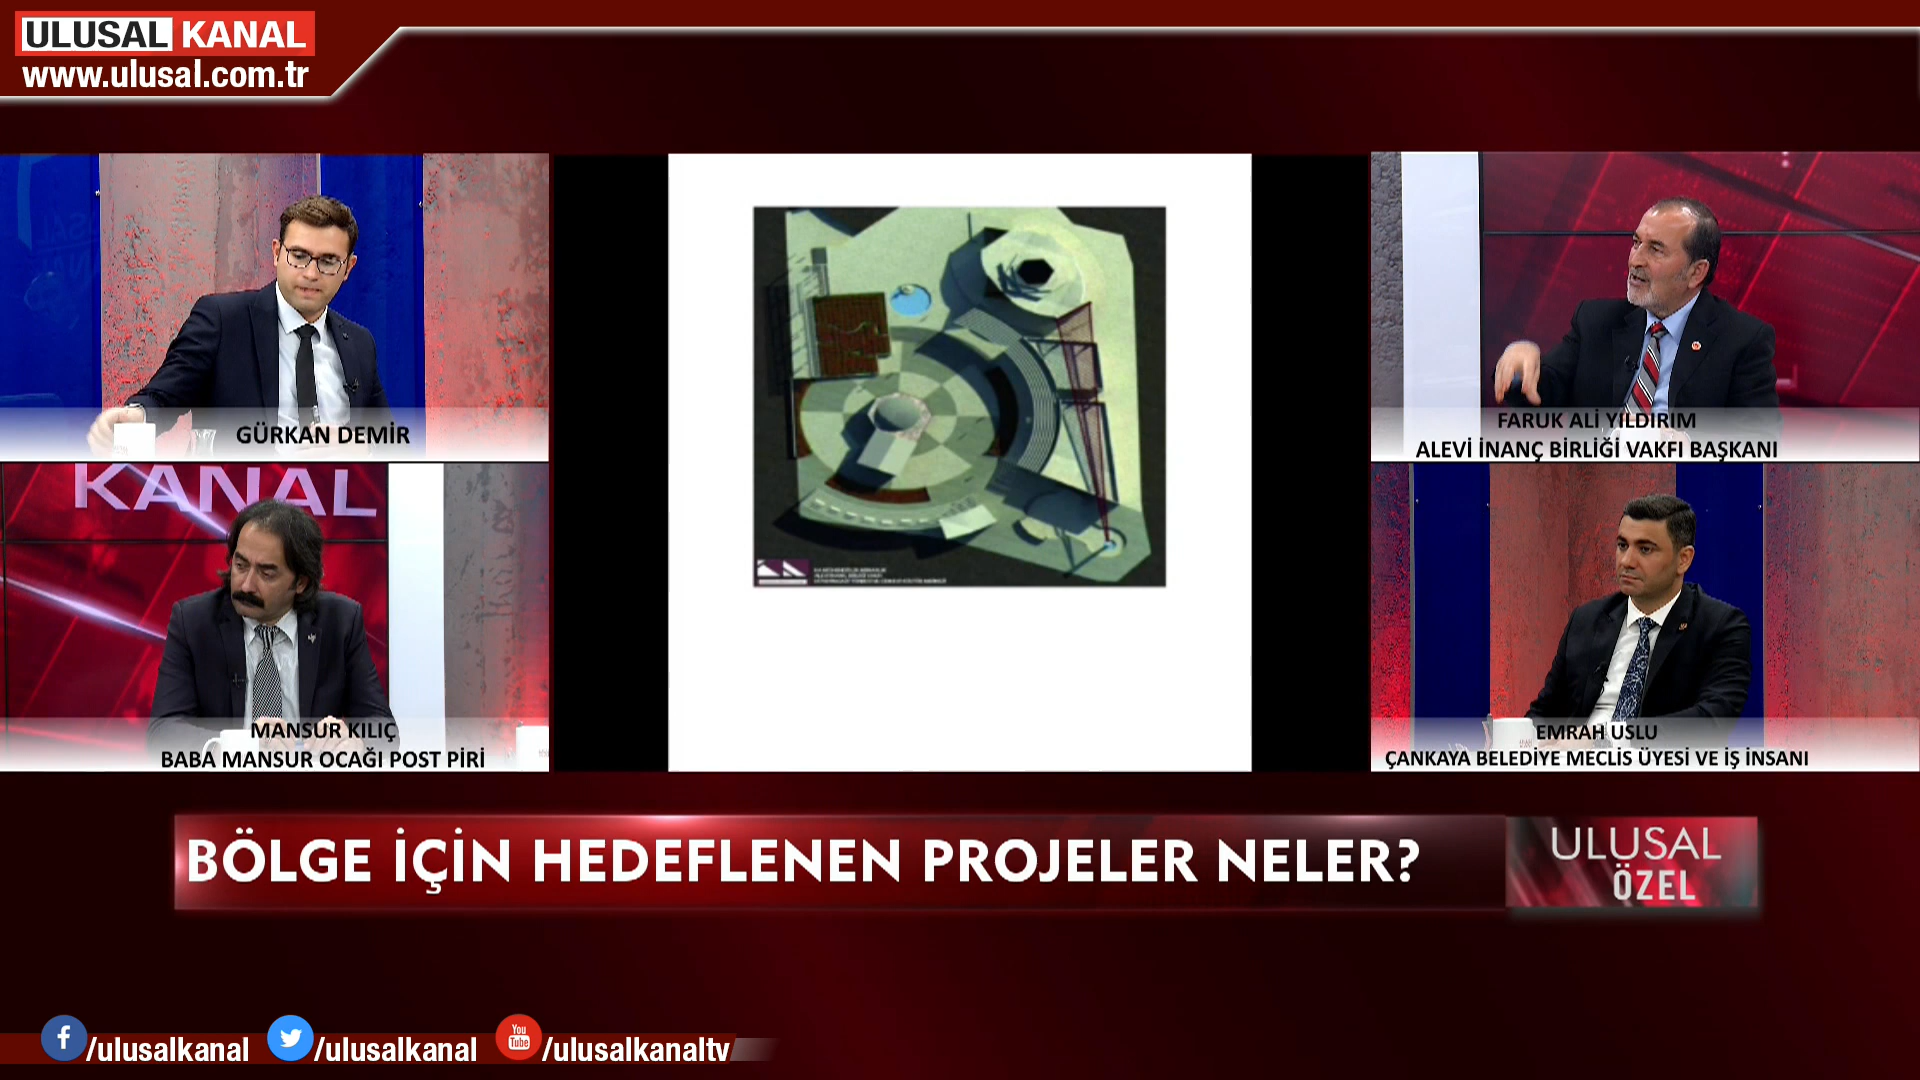 ULUSAL KANAL
www.ulusal.com.tr
GÜRKAN DEMİR
KANAL
MANSUR KILIÇ
BABA MANSUR OCAĞI POST PİRİ
FARUK ALİ YILDIRIM
ALEVİ İNANÇ BİRLİĞİ VAKFI BAŞKANI
EMRAH USLU
ÇANKAYA BELEDİYE MECLİS ÜYESİ VE İŞ İNSANI
BÖLGE İÇİN HEDEFLENEN PROJELER NELER?
ULUSAL
ÖZEL
/ulusalkanal
/ulusalkanal
You
Tube
/ulusalkanaltv